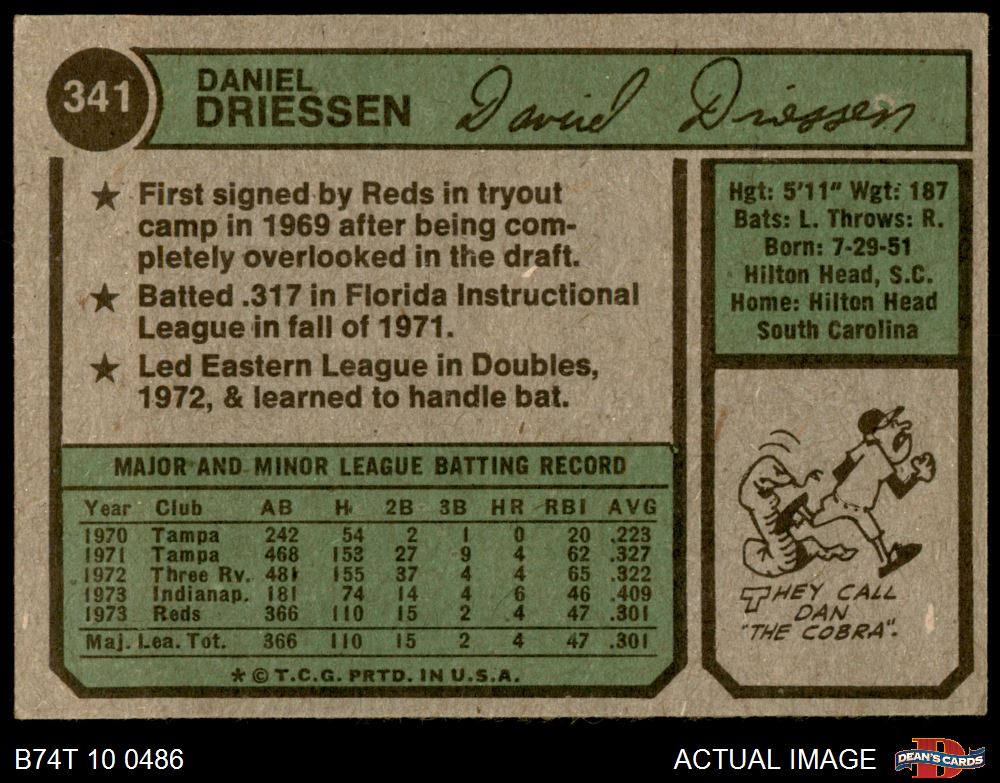 341
DANIEL
DRIESSEN
Daniel Driessen
★ First signed by Reds in tryout
camp in 1969 after being com-
pletely overlooked in the draft.
★ Batted .317 in Florida Instructional
League in fall of 1971.
★ Led Eastern League in Doubles,
1972, & learned to handle bat.
Hgt: 5'11" Wgt: 187
Bats: L. Throws: R.
Born: 7-29-51
Hilton Head, S.C.
Home: Hilton Head
South Carolina
MAJOR AND MINOR LEAGUE BATTING RECORD
Year Club AB H 2B 3B HR RBI AVG
1970 Tampa 242 54 2 1 0 20 .223
1971 Tampa 468 153 27 9 4 62 .327
1972 Three Rv. 481 155 37 4 4 65 .322
1973 Indianap. 181 74 14 4 6 46 .409
1973 Reds 366 110 15 2 4 47 .301
Maj. Lea. Tot. 366 110 15 2 4 47 .301
* © T.C.G. PRTD. IN U.S.A.
THEY CALL
DAN
"THE COBRA".
B74T 10 0486
ACTUAL IMAGE
DEAN'S CARDS